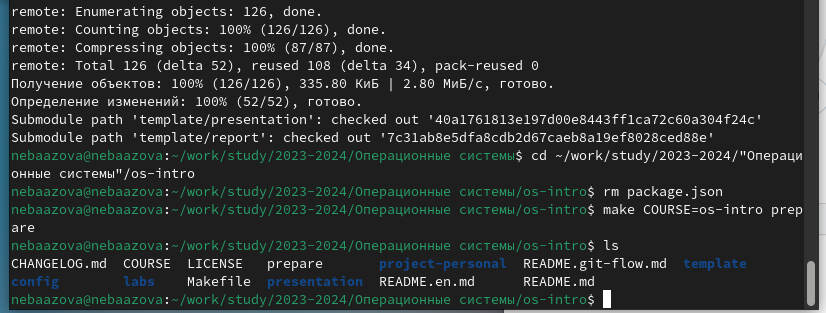 remote: Enumerating objects: 126, done.
remote: Counting objects: 100% (126/126), done.
remote: Compressing objects: 100% (87/87), done.
remote: Total 126 (delta 52), reused 108 (delta 34), pack-reused 0
Получение объектов: 100% (126/126), 335.80 КиБ | 2.80 МиБ/с, готово.
Определение изменений: 100% (52/52), готово.
Submodule path 'template/presentation': checked out '40a1761813e197d00e8443ff1ca72c60a304f24c'
Submodule path 'template/report': checked out '7c31ab8e5dfa8cdb2d67caeb8a19ef8028ced88e'
nebaazova@nebaazova:~/work/study/2023-2024/Операционные системы$ cd ~/work/study/2023-2024/"Операци
онные системы"/os-intro
nebaazova@nebaazova:~/work/study/2023-2024/Операционные системы/os-intro$ rm package.json
nebaazova@nebaazova:~/work/study/2023-2024/Операционные системы/os-intro$ make COURSE=os-intro prep
are
nebaazova@nebaazova:~/work/study/2023-2024/Операционные системы/os-intro$ ls
CHANGELOG.md COURSE LICENSE prepare project-personal README.git-flow.md template
config labs Makefile presentation README.en.md README.md
nebaazova@nebaazova:~/work/study/2023-2024/Операционные системы/os-intro$